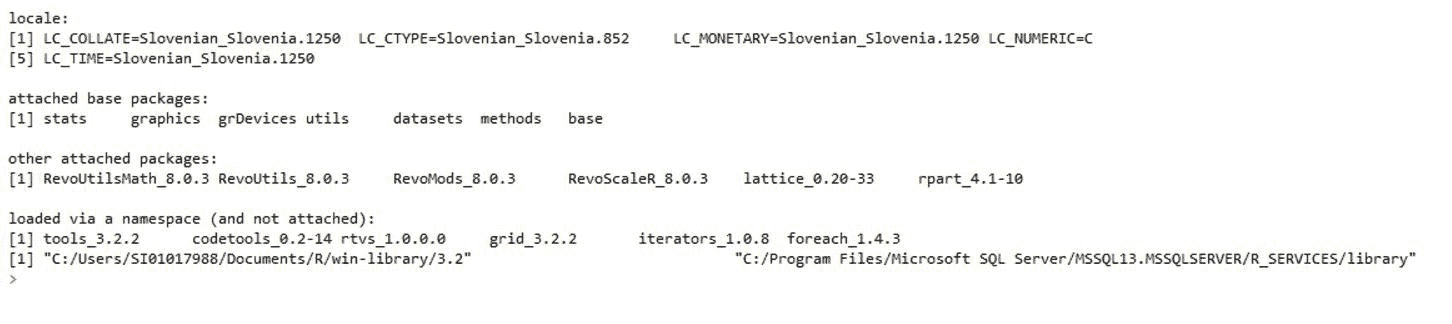 locale:
[1] LC_COLLATE=Slovenian_Slovenia.1250  LC_CTYPE=Slovenian_Slovenia.852     LC_MONETARY=Slovenian_Slovenia.1250 LC_NUMERIC=C
[5] LC_TIME=Slovenian_Slovenia.1250
attached base packages:
[1] stats     graphics  grDevices utils     datasets  methods   base
other attached packages:
[1] RevoUtilsMath_8.0.3 RevoUtils_8.0.3     RevoMods_8.0.3      RevoScaleR_8.0.3    lattice_0.20-33     rpart_4.1-10
loaded via a namespace (and not attached):
[1] tools_3.2.2      codetools_0.2-14 rtvs_1.0.0.0     grid_3.2.2       iterators_1.0.8  foreach_1.4.3
[1] "C:/Users/SI01017988/Documents/R/win-library/3.2"                              "C:/Program Files/Microsoft SQL Server/MSSQL13.MSSQLSERVER/R_SERVICES/library"
>